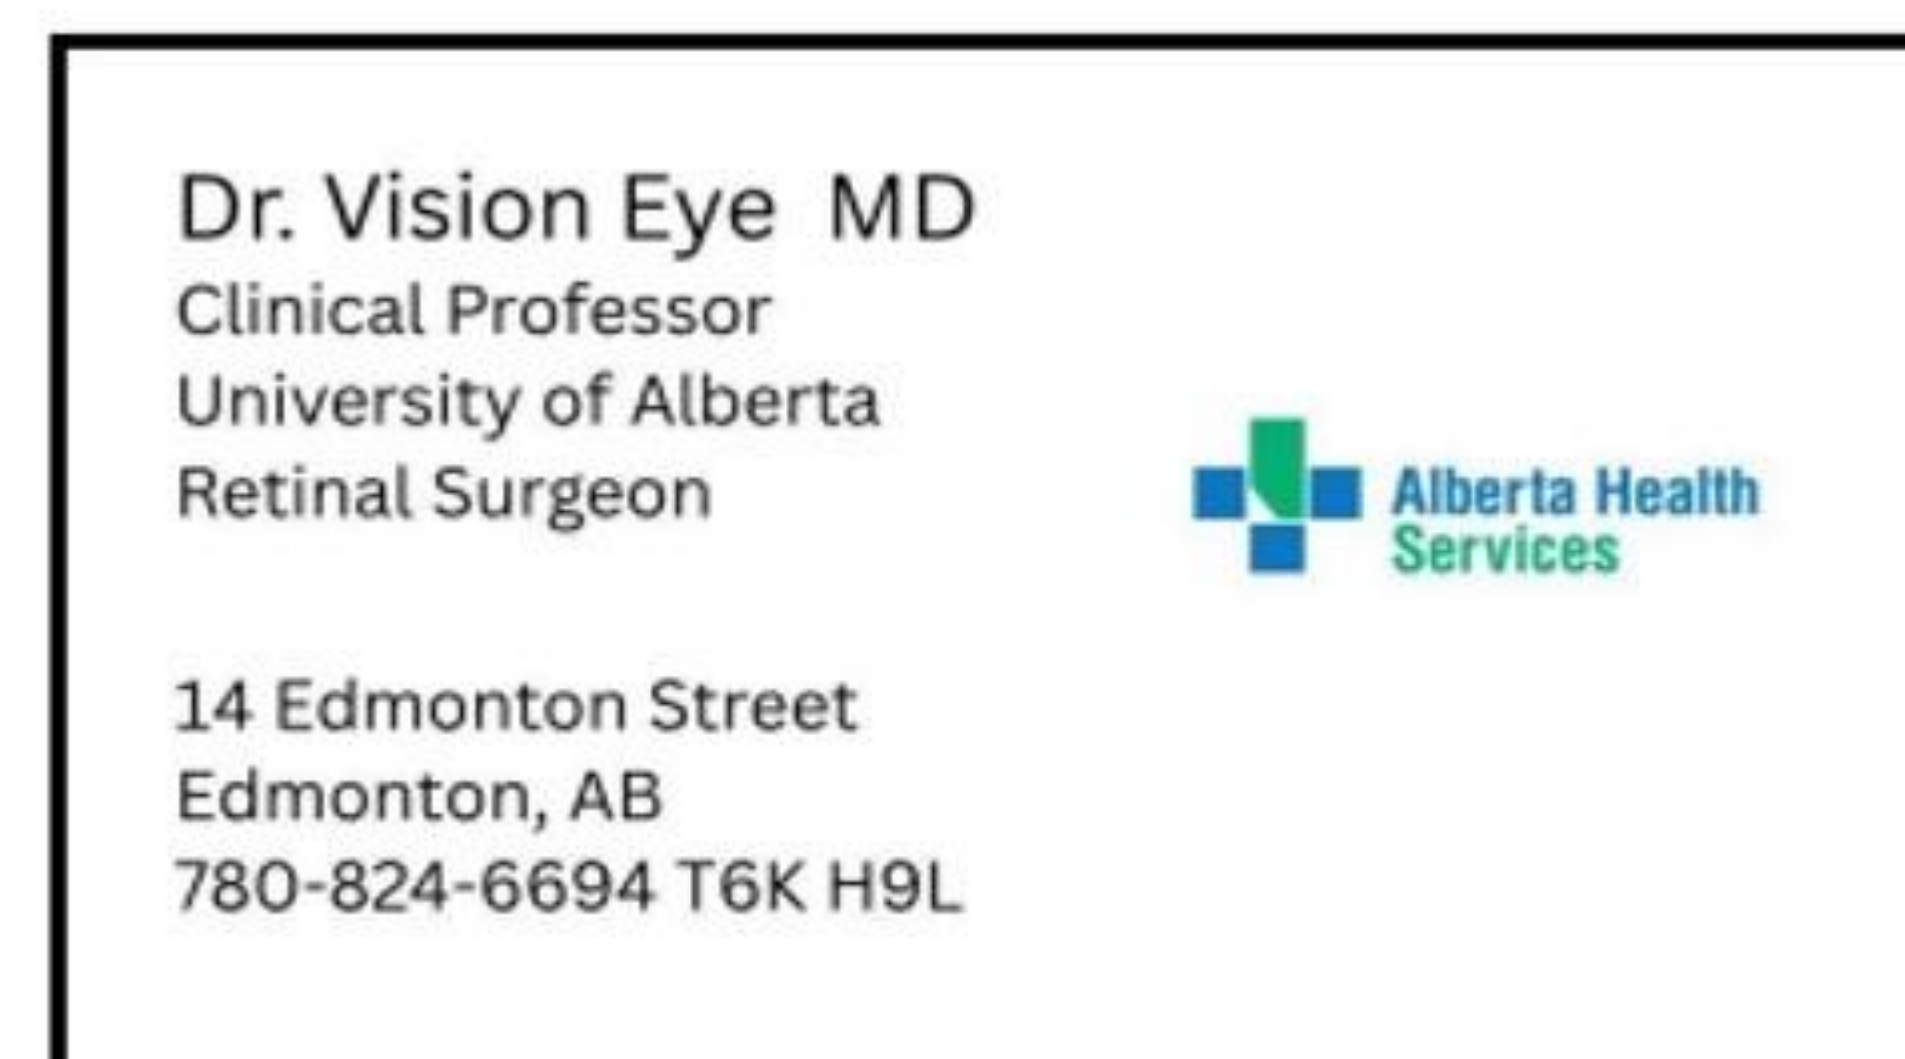 Dr. Vision Eye  MD
Clinical Professor
University of Alberta
Retinal Surgeon
Alberta Health
Services
14 Edmonton Street
Edmonton, AB
780-824-6694 T6K H9L